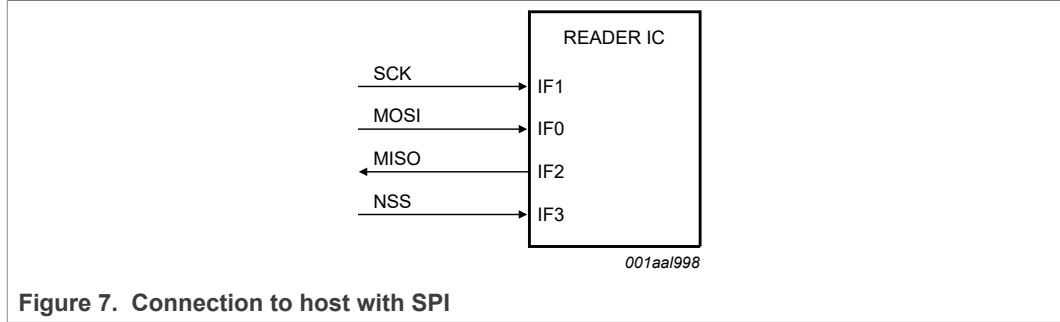 READER IC
SCK
IF1
MOSI
IF0
MISO
IF2
NSS
IF3
001aal998
Figure 7. Connection to host with SPI